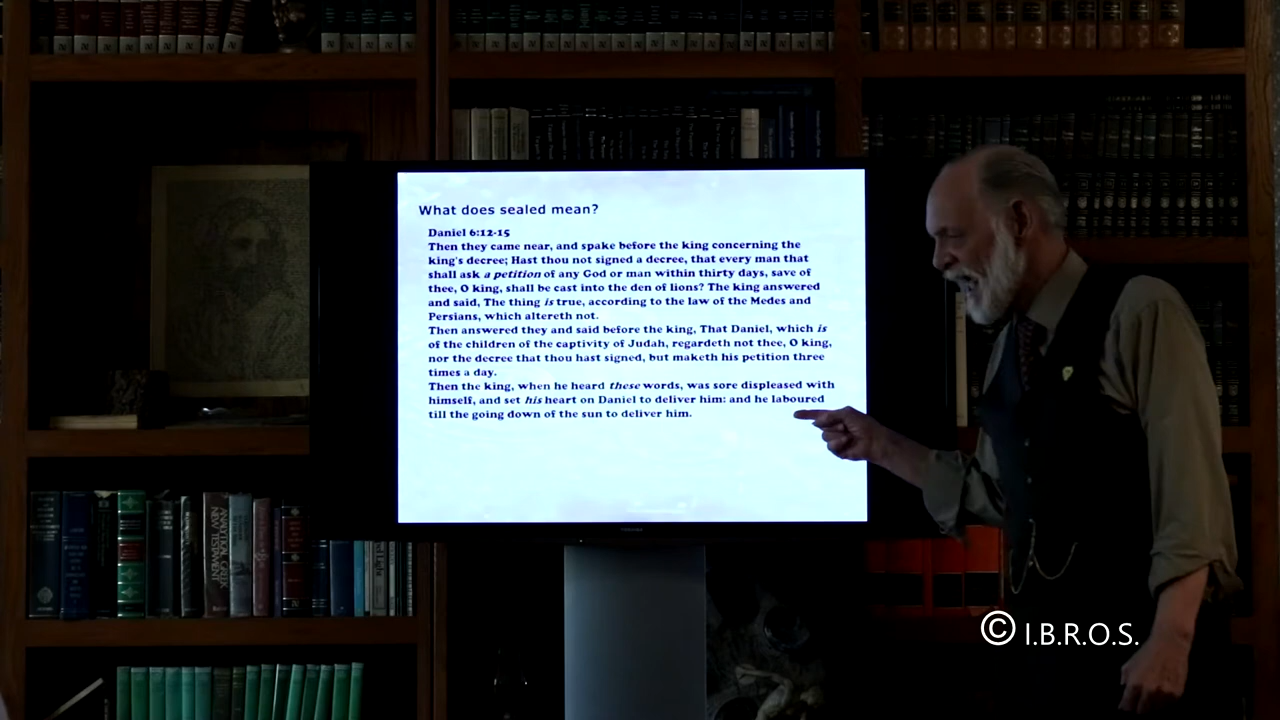 What does sealed mean?
Daniel 6:12-15
Then they came near, and spake before the king concerning the
king's decree; Hast thou not signed a decree, that every man that
shall ask a petition of any God or man within thirty days, save of
thee, O king, shall be cast into the den of lions? The king answered
and said, The thing is true, according to the law of the Medes and
Persians, which altereth not.
Then answered they and said before the king, That Daniel, which is
of the children of the captivity of Judah, regardeth not thee, O king,
nor the decree that thou hast signed, but maketh his petition three
times a day.
Then the king, when he heard these words, was sore displeased with
himself, and set his heart on Daniel to deliver him: and he laboured
till the going down of the sun to deliver him.
ANALYTICAL GREEK
NEW TESTAMENT
© I.B.R.O.S.